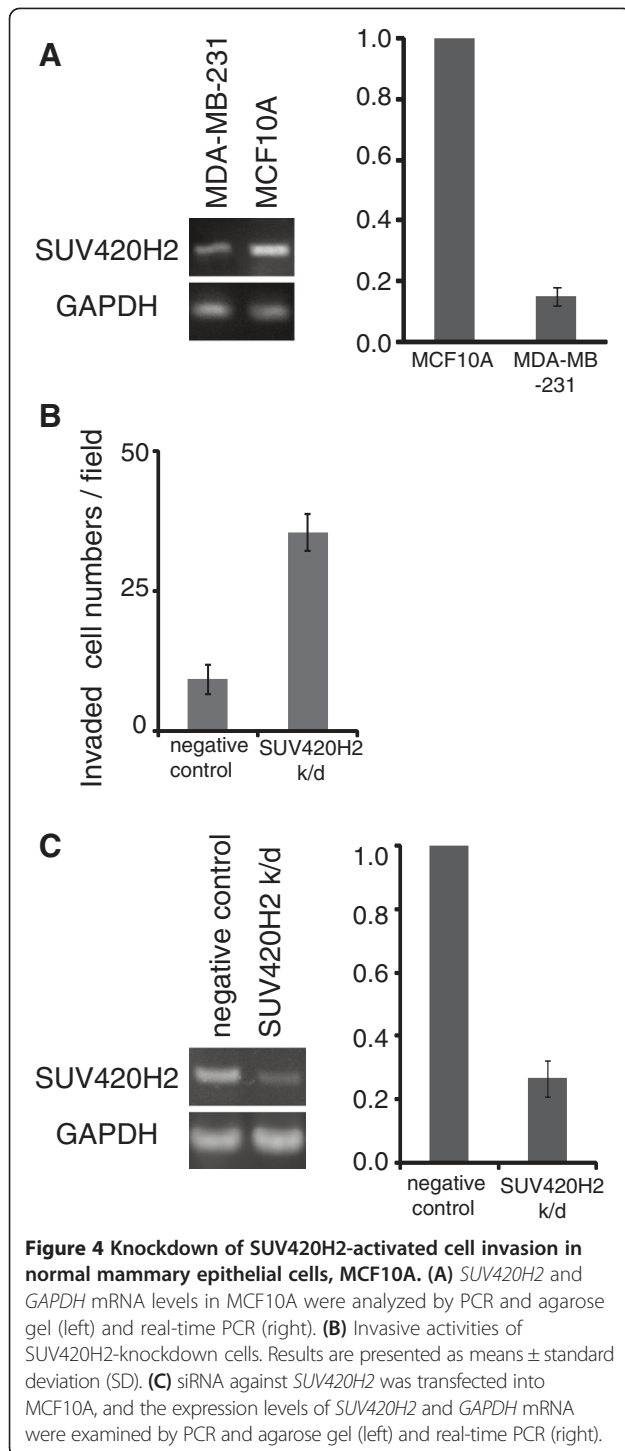 A
MDA-MB-231
MCF10A
SUV420H2
GAPDH
1.0
0.8
0.6
0.4
0.2
0.0
MCF10A
MDA-MB
-231
B
Invaded cell numbers / field
50
25
0
negative
control
SUV420H2
k/d
C
negative control
SUV420H2 k/d
SUV420H2
GAPDH
1.0
0.8
0.6
0.4
0.2
0.0
negative
control
SUV420H2
k/d
Figure 4 Knockdown of SUV420H2-activated cell invasion in
normal mammary epithelial cells, MCF10A. (A) SUV420H2 and
GAPDH mRNA levels in MCF10A were analyzed by PCR and agarose
gel (left) and real-time PCR (right). (B) Invasive activities of
SUV420H2-knockdown cells. Results are presented as means ± standard
deviation (SD). (C) siRNA against SUV420H2 was transfected into
MCF10A, and the expression levels of SUV420H2 and GAPDH mRNA
were examined by PCR and agarose gel (left) and real-time PCR (right).